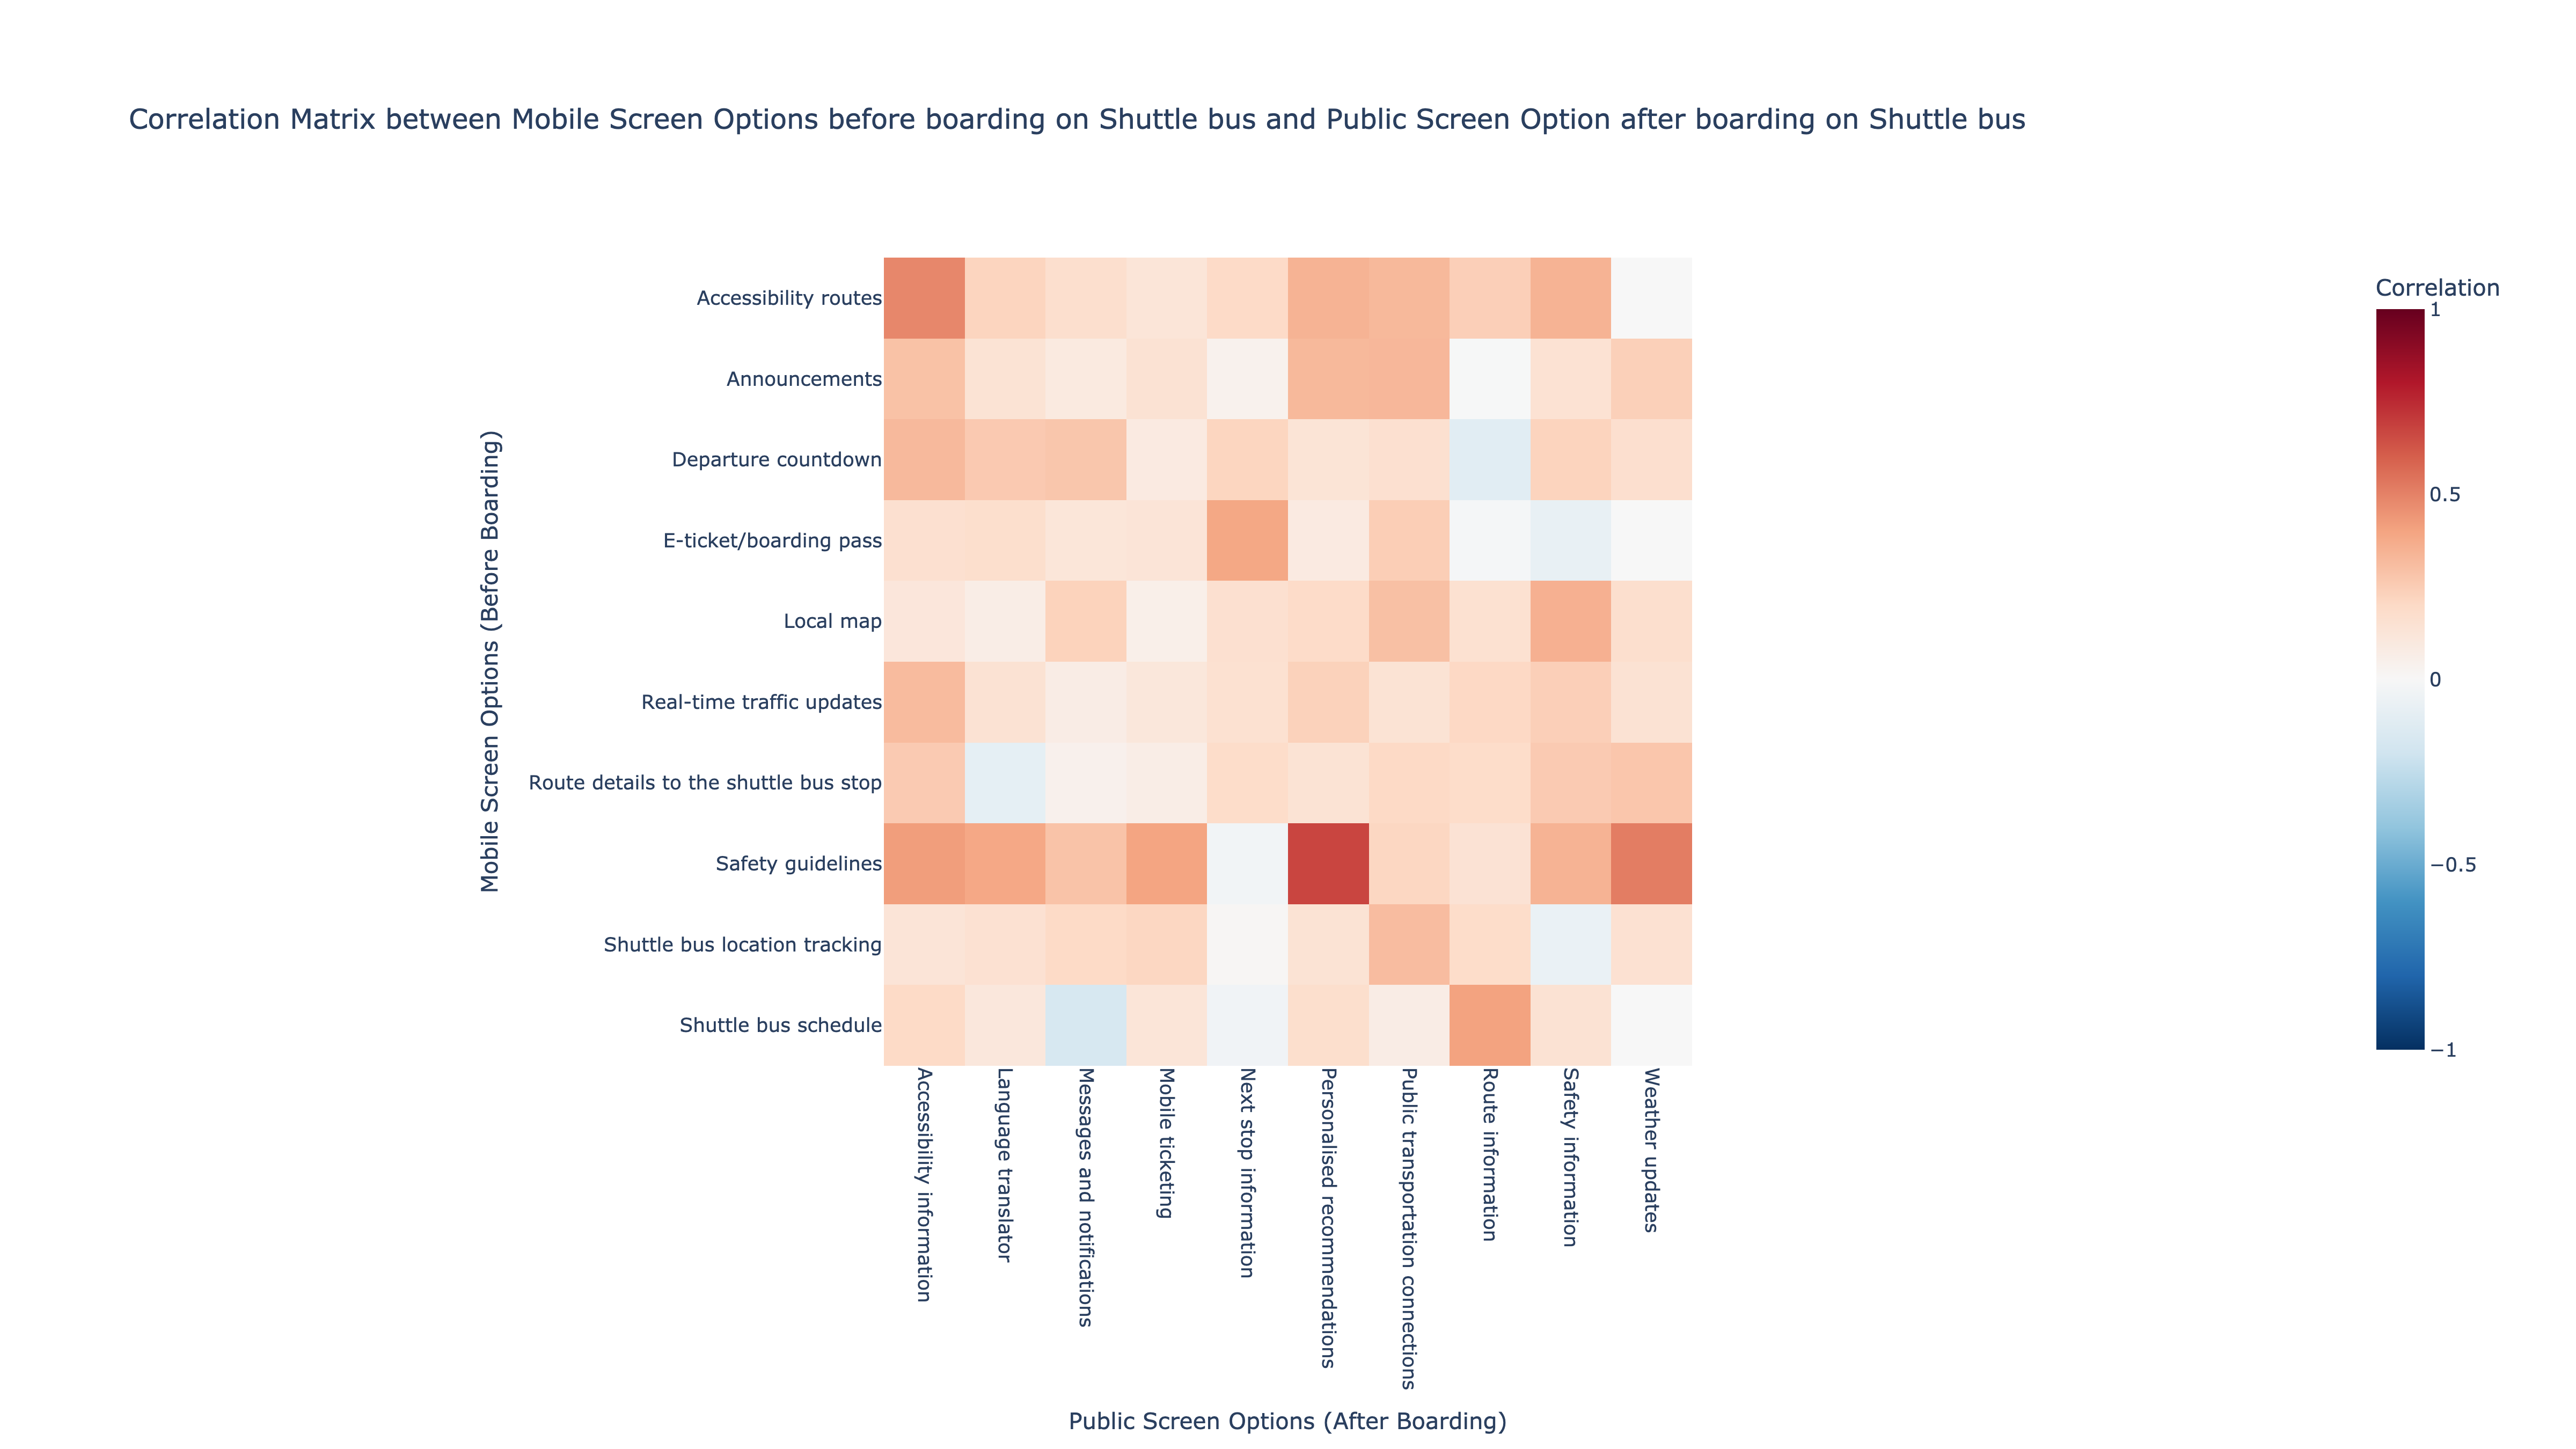 Correlation Matrix between Mobile Screen Options before boarding on Shuttle bus and Public Screen Option after boarding on Shuttle bus
Mobile Screen Options (Before Boarding)
Accessibility routes
Announcements
Departure countdown
E-ticket/boarding pass
Local map
Real-time traffic updates
Route details to the shuttle bus stop
Safety guidelines
Shuttle bus location tracking
Shuttle bus schedule
Accessibility information
Language translator
Messages and notifications
Mobile ticketing
Next stop information
Personalised recommendations
Public transportation connections
Route information
Safety information
Weather updates
Public Screen Options (After Boarding)
Correlation
1
0.5
0
−0.5
−1